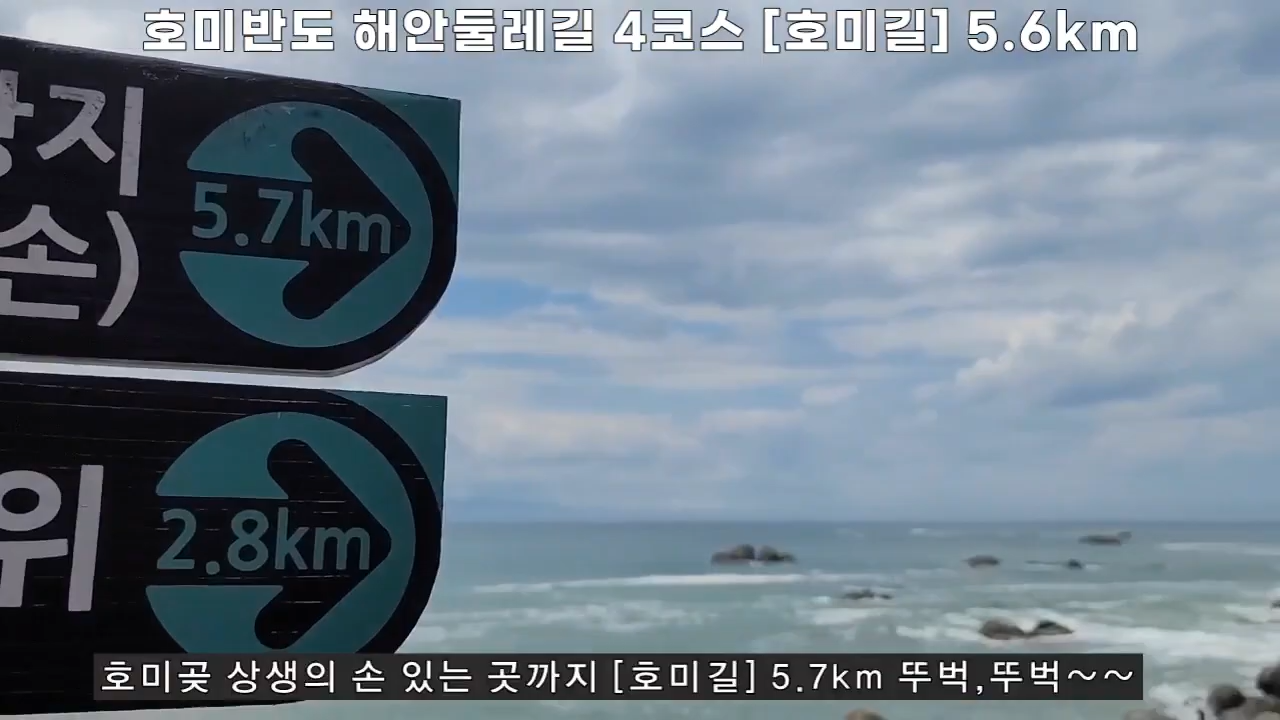 호미반도 해안둘레길 4코스 [호미길] 5.6km
지
5.7km
손)
위
2.8km
호미곶 상생의 손 있는 곳까지 [호미길] 5.7km 뚜벅,뚜벅~~